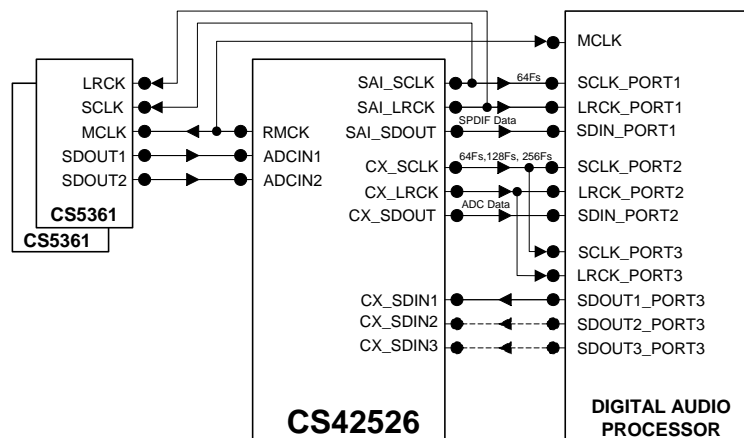 LRCK
SCLK
MCLK
SDOUT1
SDOUT2
CS5361
CS5361
RMCK
ADCIN1
ADCIN2
SAI_SCLK
SAI_LRCK
SAI_SDOUT
CX_SCLK
CX_LRCK
CX_SDOUT
CX_SDIN1
CX_SDIN2
CX_SDIN3
CS42526
64Fs
SPDIF Data
64Fs,128Fs, 256Fs
ADC Data
MCLK
SCLK_PORT1
LRCK_PORT1
SDIN_PORT1
SCLK_PORT2
LRCK_PORT2
SDIN_PORT2
SCLK_PORT3
LRCK_PORT3
SDOUT1_PORT3
SDOUT2_PORT3
SDOUT3_PORT3
DIGITAL AUDIO
PROCESSOR